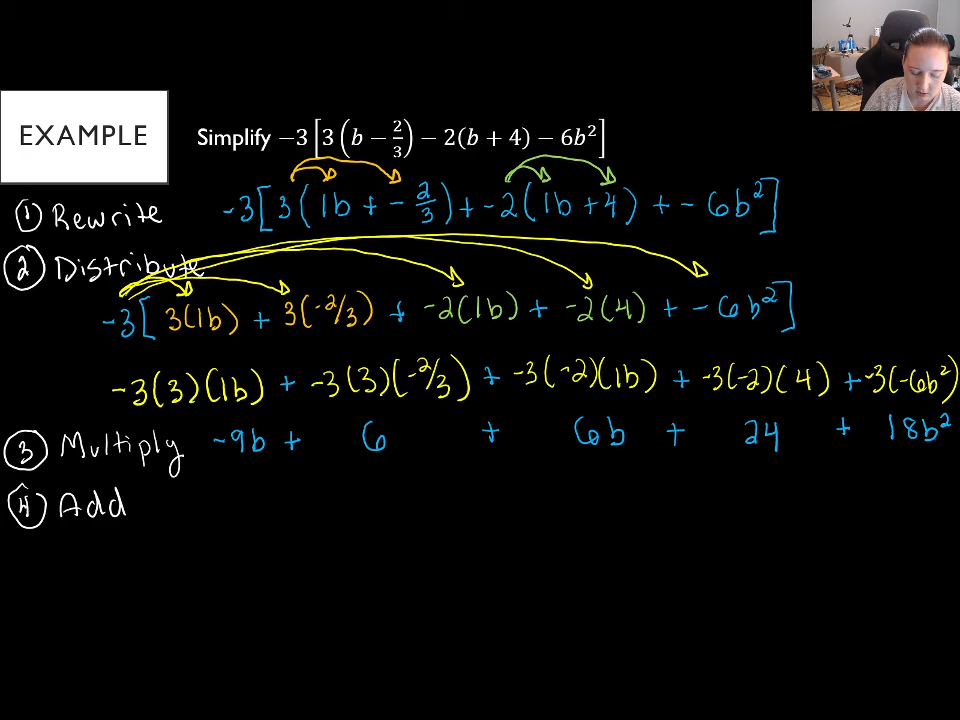 EXAMPLE
Simplify −3[3(b − 2/3) − 2(b + 4) − 6b²]
① Rewrite -3[3(1b + -2/3) + -2(1b + 4) + -6b²]
② Distribute
-3[3(1b) + 3(-2/3) + -2(1b) + -2(4) + -6b²]
-3(3)(1b) + -3(3)(-2/3) + -3(-2)(1b) + -3(-2)(4) + -3(-6b²)
③ Multiply -9b + 6 + 6b + 24 + 18b²
④ Add